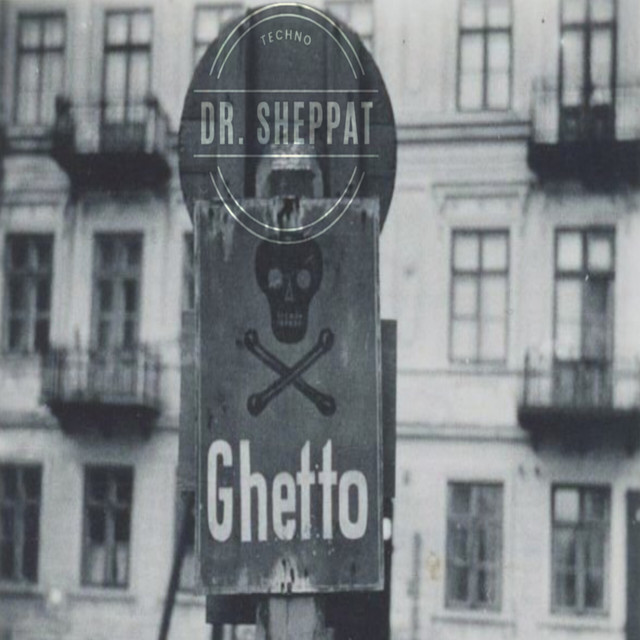 TECHNO
DR. SHEPPAT
Ghetto.